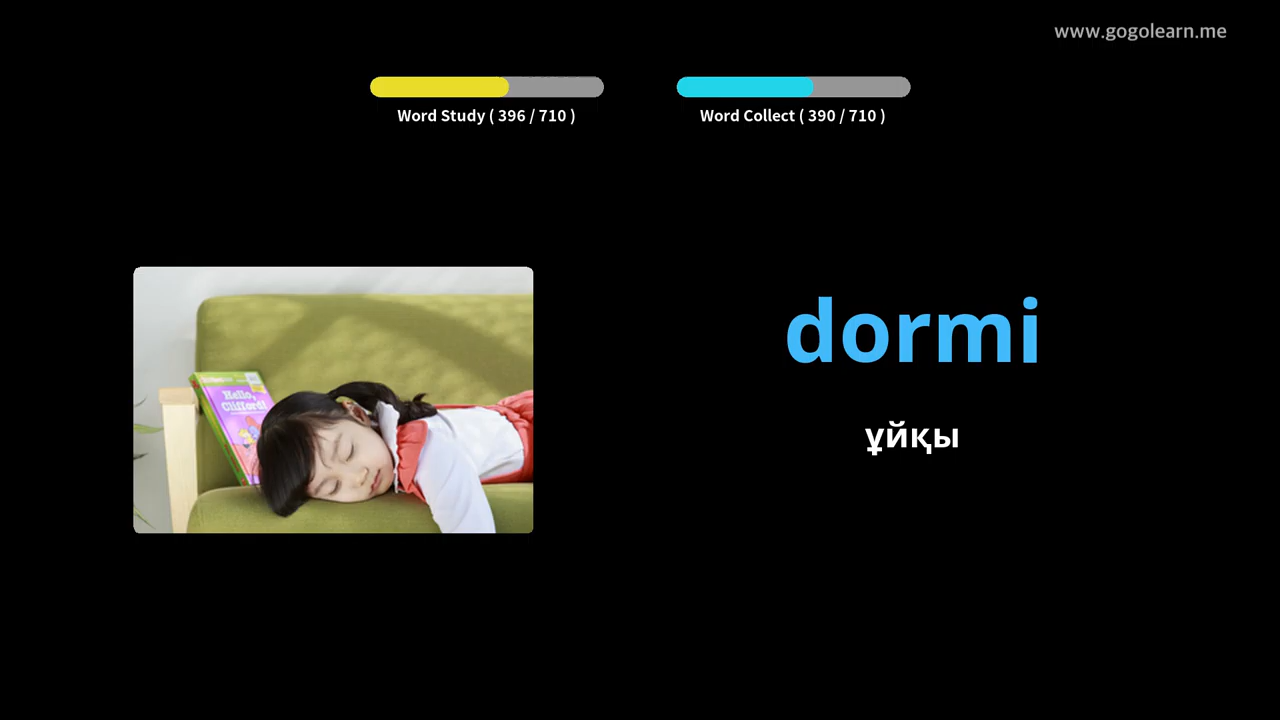 www.gogolearn.me
Word Study ( 396 / 710 )
Word Collect ( 390 / 710 )
Hello,
Clifford!
dormi
ұйқы